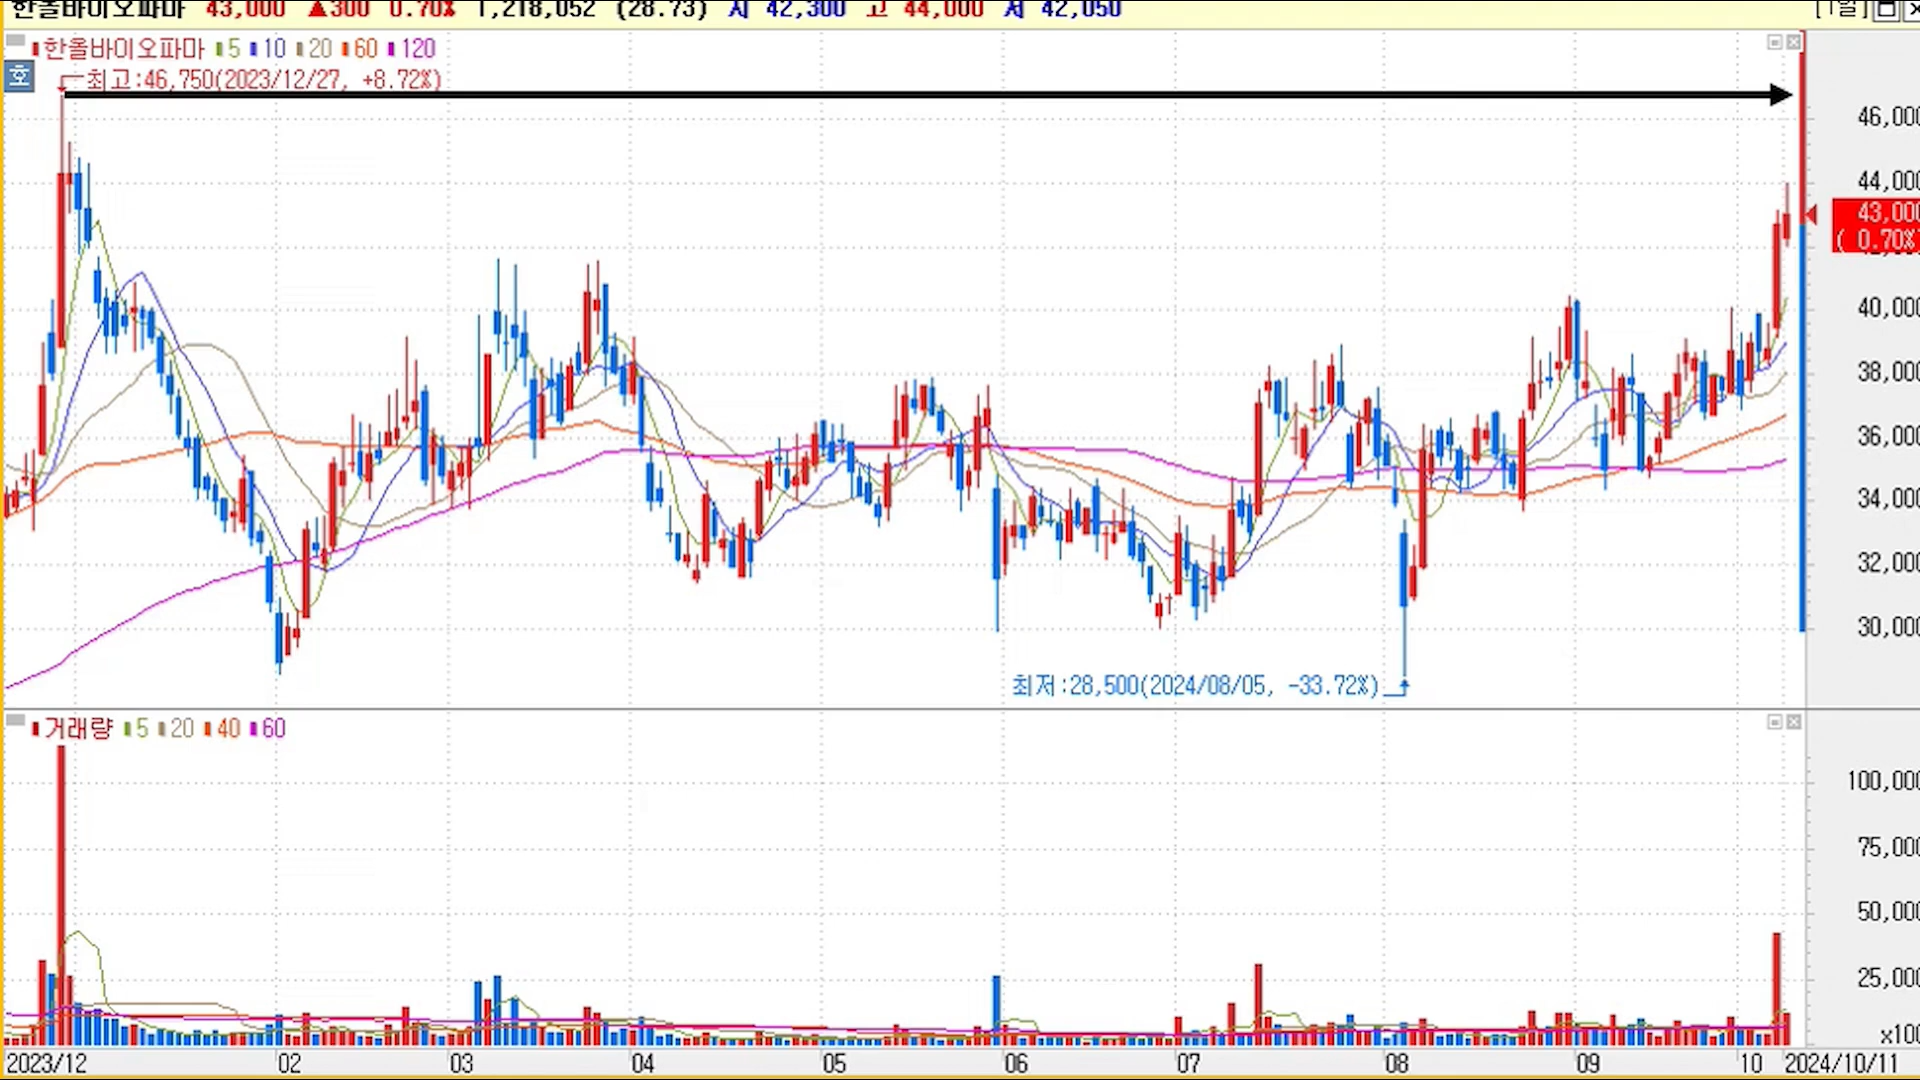 한올바이오파마 43,000 ▲300 0.70% 1,218,052 (28.73) 시 42,300 고 44,000 저 42,050 [1일]
한올바이오파마 5 10 20 60 120
호
최고:46,750(2023/12/27, +8.72%)
46,000
44,000
43,000
( 0.70%)
40,000
38,000
36,000
34,000
32,000
30,000
최저:28,500(2024/08/05, -33.72%)
거래량 5 20 40 60
100,000
75,000
50,000
25,000
x100
2023/12 02 03 04 05 06 07 08 09 10 2024/10/11